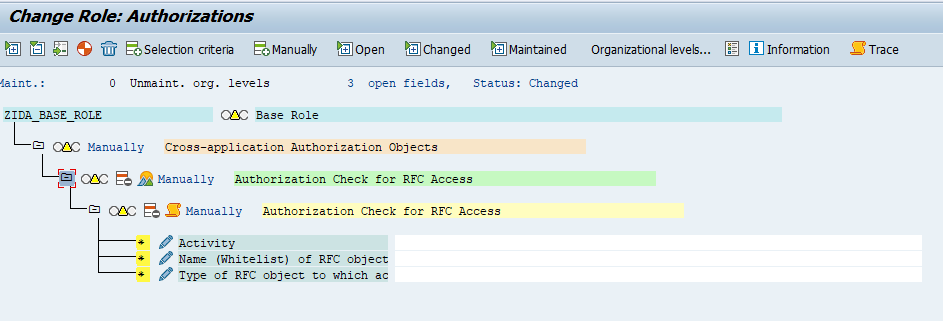 Change Role: Authorizations
Selection criteria Manually Open Changed Maintained Organizational levels... Information Trace
Maint.: 0 Unmaint. org. levels 3 open fields, Status: Changed
ZIDA_BASE_ROLE Base Role
Manually Cross-application Authorization Objects
Manually Authorization Check for RFC Access
Manually Authorization Check for RFC Access
* Activity
* Name (Whitelist) of RFC object
* Type of RFC object to which ac